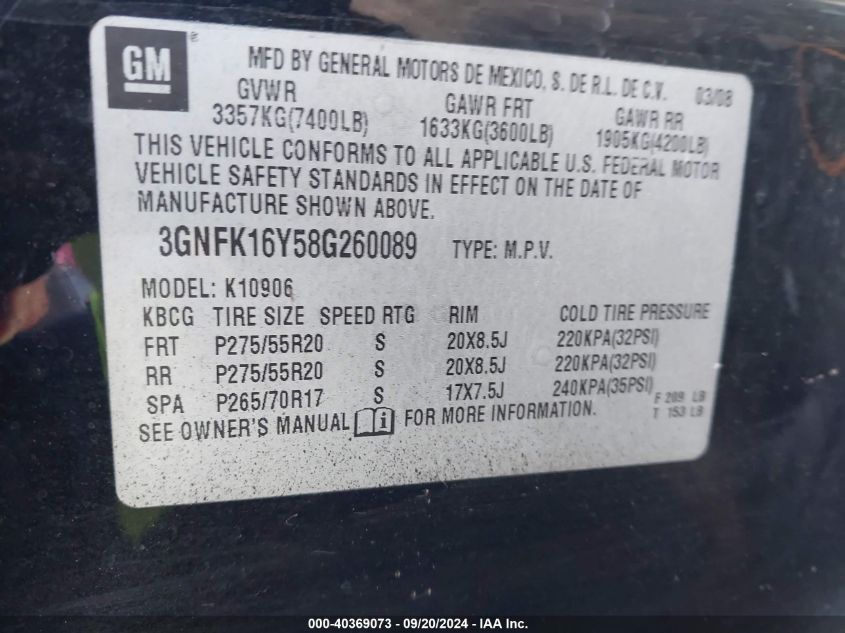 GM ®
MFD BY GENERAL MOTORS DE MEXICO, S. DE R.L. DE C.V. 03/08
GVWR GAWR FRT GAWR RR
3357KG(7400LB) 1633KG(3600LB) 1905KG(4200LB)
THIS VEHICLE CONFORMS TO ALL APPLICABLE U.S. FEDERAL MOTOR
VEHICLE SAFETY STANDARDS IN EFFECT ON THE DATE OF
MANUFACTURE SHOWN ABOVE.
3GNFK16Y58G260089 TYPE: M.P.V.
MODEL: K10906
KBCG TIRE SIZE SPEED RTG RIM COLD TIRE PRESSURE
FRT P275/55R20 S 20X8.5J 220KPA(32PSI)
RR P275/55R20 S 20X8.5J 220KPA(32PSI)
SPA P265/70R17 S 17X7.5J 240KPA(35PSI) F 209 LB
SEE OWNER'S MANUAL i FOR MORE INFORMATION. T 153 LB
000-40369073 - 09/20/2024 - IAA Inc.